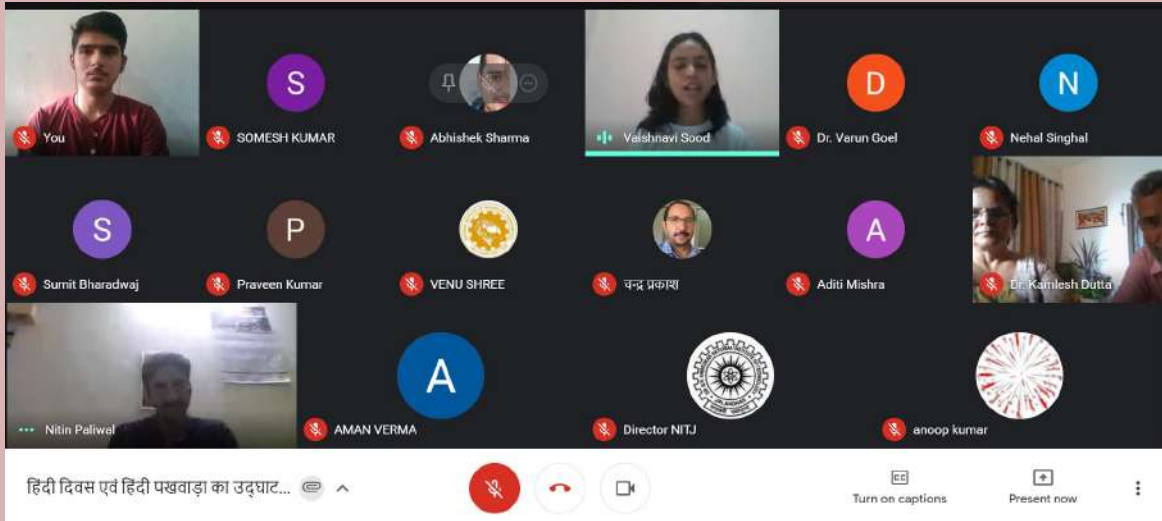 You
S
SOMESH KUMAR
Abhishek Sharma
Vaishnavi Sood
D
Dr. Varun Goel
N
Nehal Singhal
S
Sumit Bharadwaj
P
Praveen Kumar
VENU SHREE
चन्द्र प्रकाश
A
Aditi Mishra
Dr. Kamlesh Dutta
Nitin Paliwal
A
AMAN VERMA
Director NITJ
anoop kumar
हिंदी दिवस एवं हिंदी पखवाड़ा का उद्घाट...
CC
Turn on captions
Present now